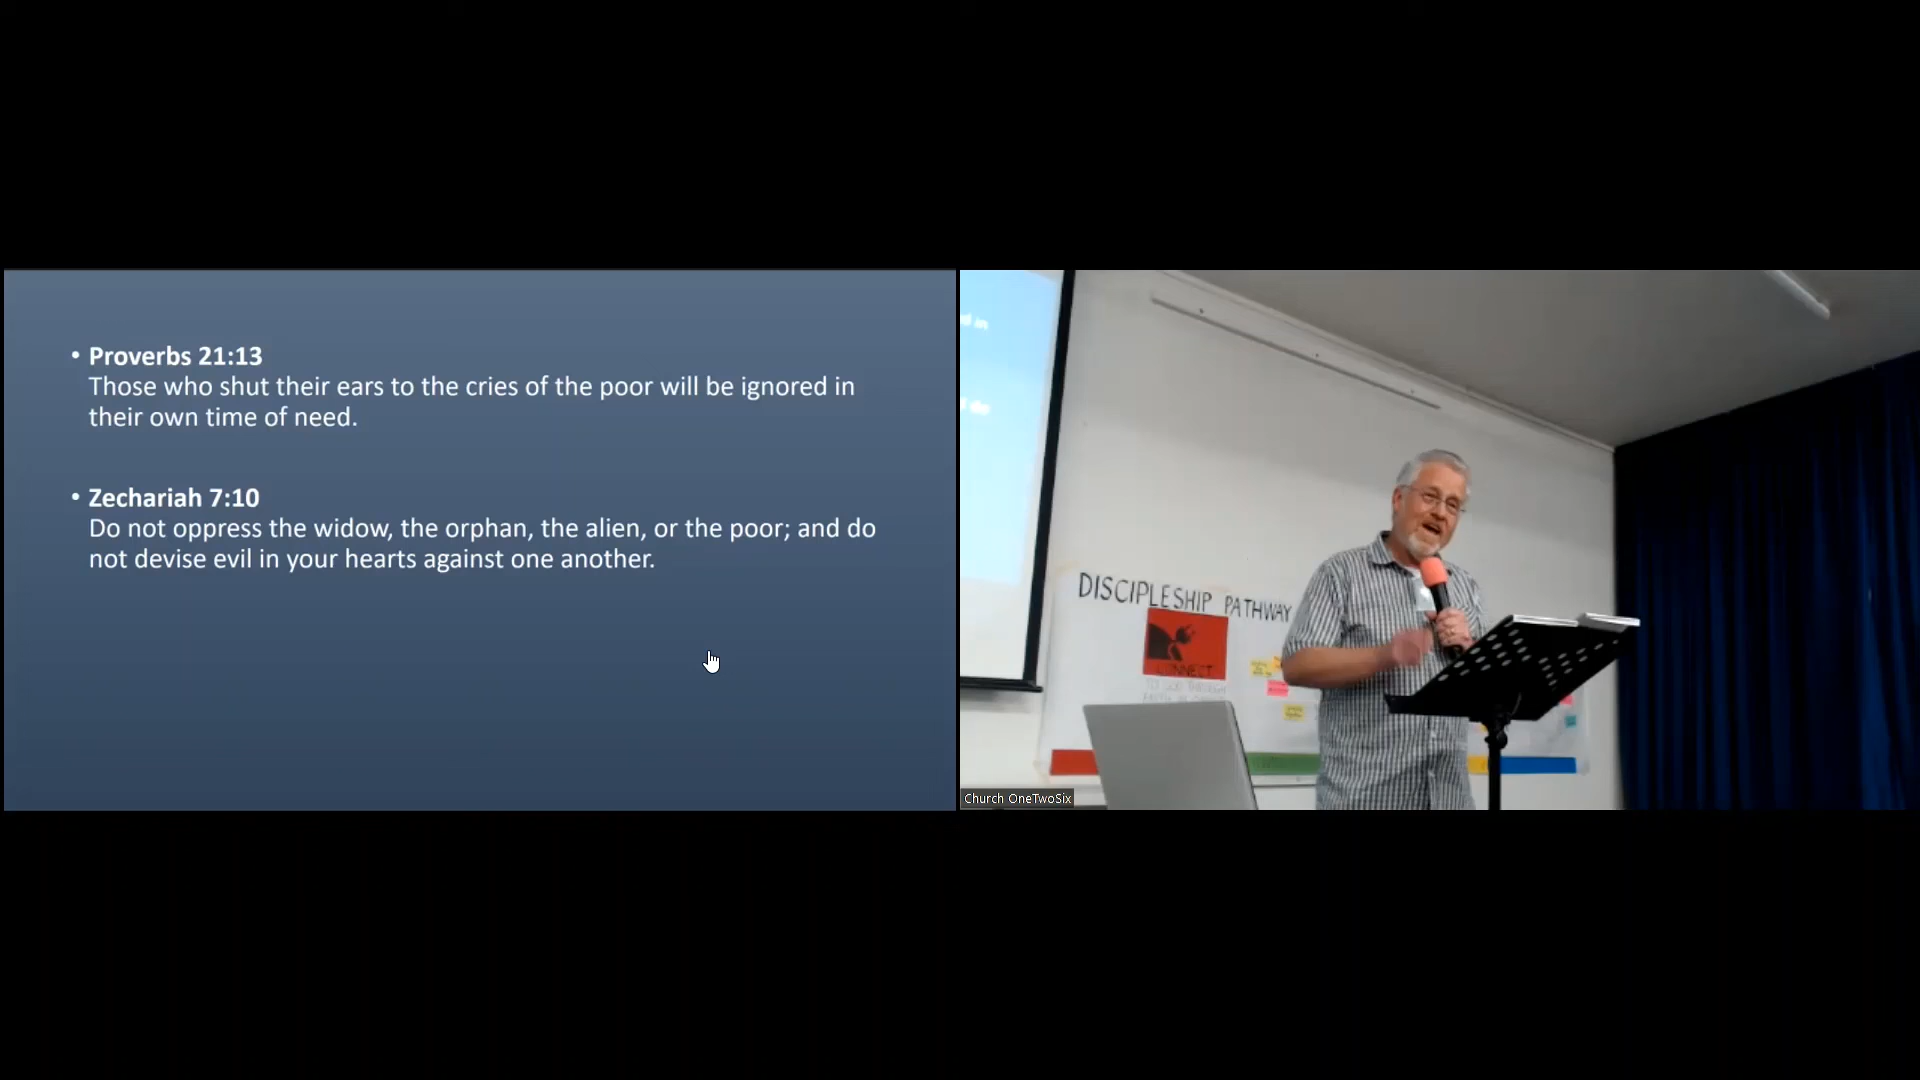 • Proverbs 21:13
Those who shut their ears to the cries of the poor will be ignored in
their own time of need.
• Zechariah 7:10
Do not oppress the widow, the orphan, the alien, or the poor; and do
not devise evil in your hearts against one another.
DISCIPLESHIP PATHWAY
CONNECT
Church OneTwoSix